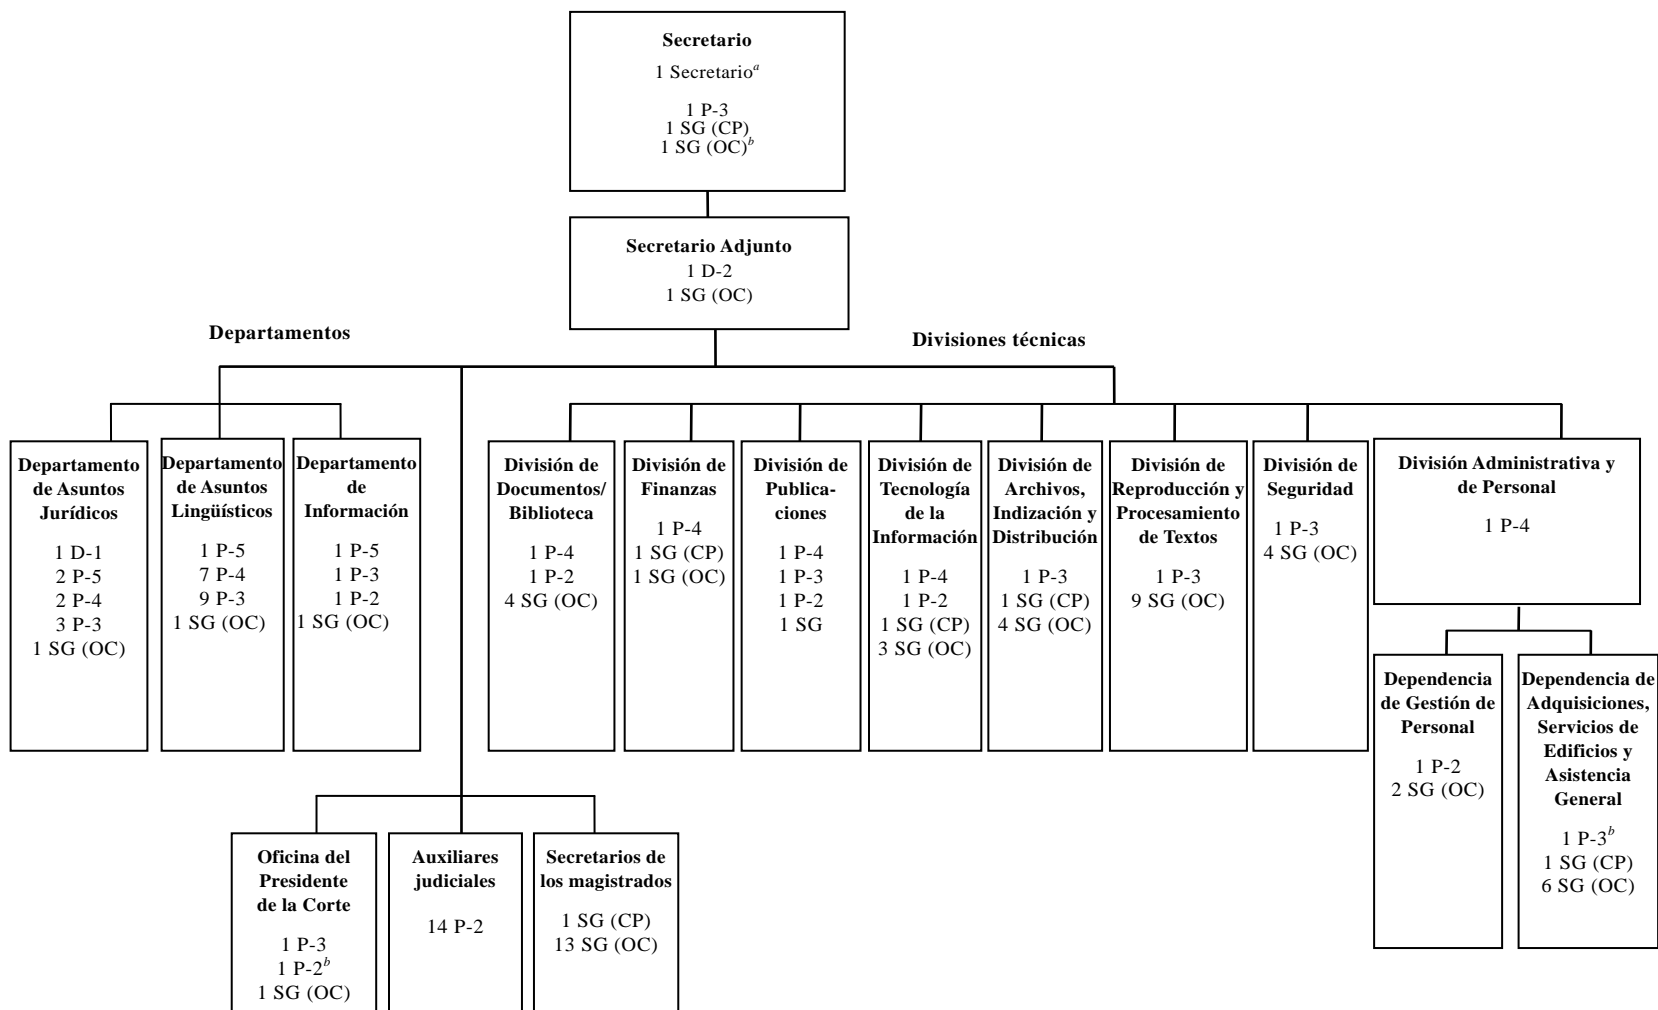 Secretario
1 Secretario^a
1 P-3
1 SG (CP)
1 SG (OC)^b
Secretario Adjunto
1 D-2
1 SG (OC)
Departamentos
Divisiones técnicas
Departamento
de Asuntos
Jurídicos
1 D-1
2 P-5
2 P-4
3 P-3
1 SG (OC)
Departamento
de Asuntos
Lingüísticos
1 P-5
7 P-4
9 P-3
1 SG (OC)
Departamento
de
Información
1 P-5
1 P-3
1 P-2
1 SG (OC)
División de
Documentos/
Biblioteca
1 P-4
1 P-2
4 SG (OC)
División de
Finanzas
1 P-4
1 SG (CP)
1 SG (OC)
División de
Publica-
ciones
1 P-4
1 P-3
1 P-2
1 SG
División de
Tecnología
de la
Información
1 P-4
1 P-2
1 SG (CP)
3 SG (OC)
División de
Archivos,
Indización y
Distribución
1 P-3
1 SG (CP)
4 SG (OC)
División de
Reproducción y
Procesamiento
de Textos
1 P-3
9 SG (OC)
División de
Seguridad
1 P-3
4 SG (OC)
División Administrativa y
de Personal
1 P-4
Dependencia
de Gestión de
Personal
1 P-2
2 SG (OC)
Dependencia de
Adquisiciones,
Servicios de
Edificios y
Asistencia
General
1 P-3^b
1 SG (CP)
6 SG (OC)
Oficina del
Presidente
de la Corte
1 P-3
1 P-2^b
1 SG (OC)
Auxiliares
judiciales
14 P-2
Secretarios de
los magistrados
1 SG (CP)
13 SG (OC)